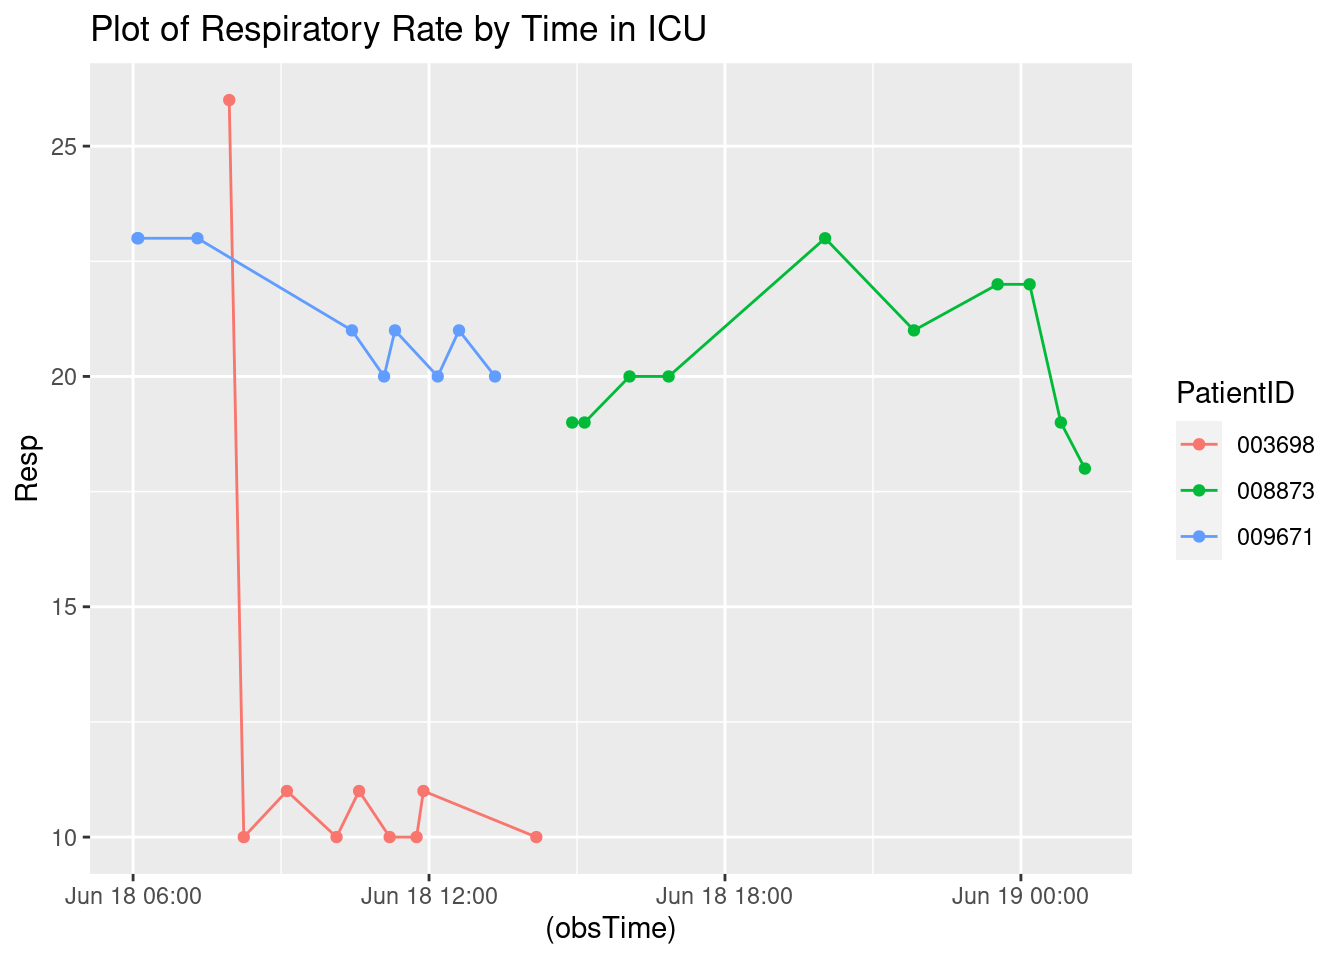 Plot of Respiratory Rate by Time in ICU
25
20
15
10
Resp
Jun 18 06:00
Jun 18 12:00
Jun 18 18:00
Jun 19 00:00
(obsTime)
PatientID
003698
008873
009671